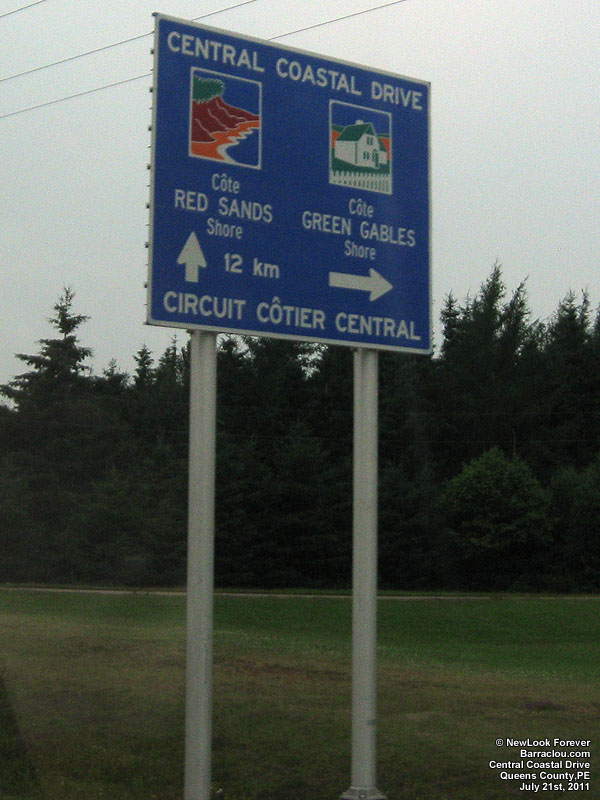 CENTRAL COASTAL DRIVE
Côte
RED SANDS
Shore
12 km
Côte
GREEN GABLES
Shore
CIRCUIT CÔTIER CENTRAL
© NewLook Forever
Barraclou.com
Central Coastal Drive
Queens County,PE
July 21st, 2011